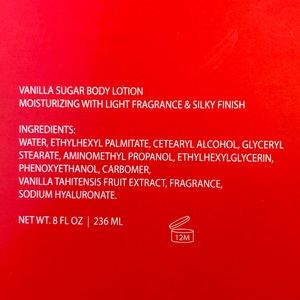 VANILLA SUGAR BODY LOTION
MOISTURIZING WITH LIGHT FRAGRANCE & SILKY FINISH
INGREDIENTS:
WATER, ETHYLHEXYL PALMITATE, CETEARYL ALCOHOL, GLYCERYL
STEARATE, AMINOMETHYL PROPANOL, ETHYLHEXYLGLYCERIN,
PHENOXYETHANOL, CARBOMER,
VANILLA TAHITENSIS FRUIT EXTRACT, FRAGRANCE,
SODIUM HYALURONATE.
NET WT. 8 FL OZ | 236 ML
12M